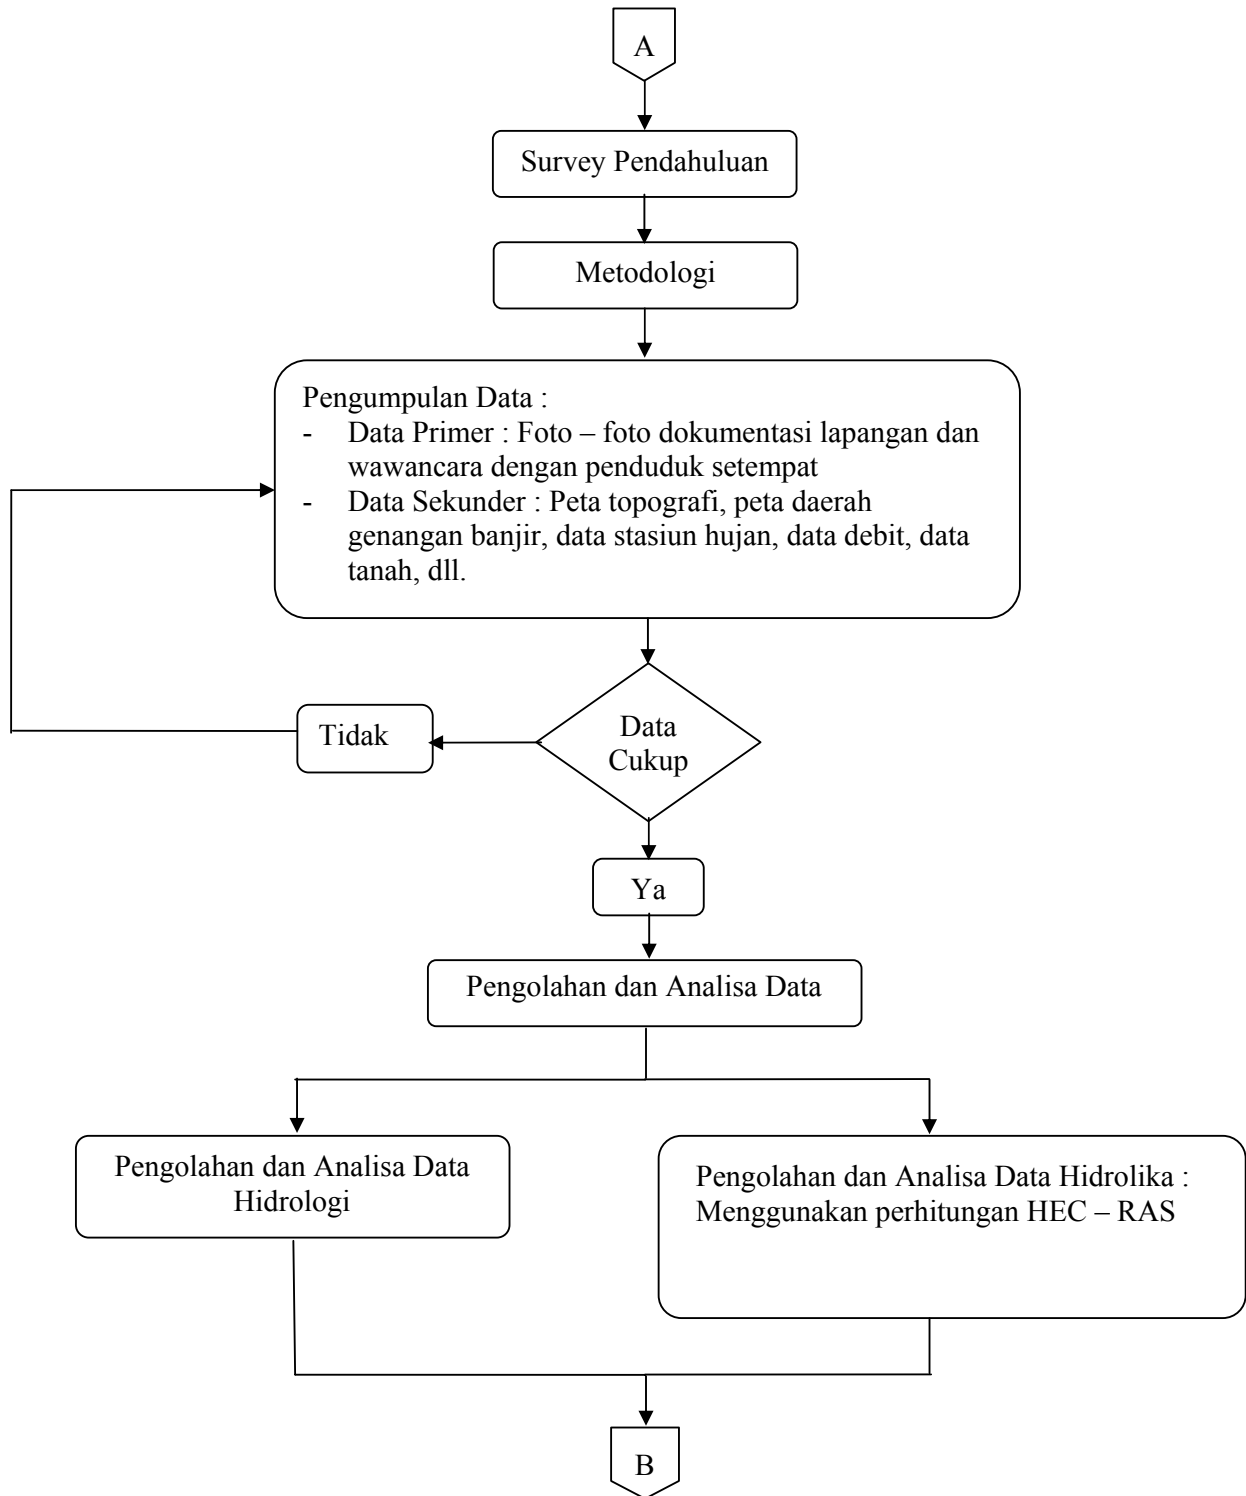 A
Survey Pendahuluan
Metodologi
Pengumpulan Data :
- Data Primer : Foto – foto dokumentasi lapangan dan
wawancara dengan penduduk setempat
- Data Sekunder : Peta topografi, peta daerah
genangan banjir, data stasiun hujan, data debit, data
tanah, dll.
Data
Cukup
Tidak
Ya
Pengolahan dan Analisa Data
Pengolahan dan Analisa Data
Hidrologi
Pengolahan dan Analisa Data Hidrolika :
Menggunakan perhitungan HEC – RAS
B